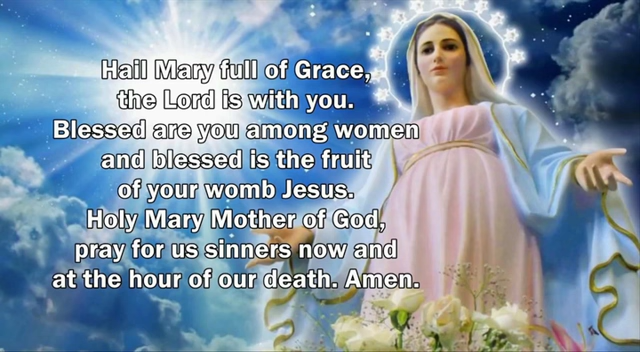 Hail Mary full of Grace,
the Lord is with you.
Blessed are you among women
and blessed is the fruit
of your womb Jesus.
Holy Mary Mother of God,
pray for us sinners now and
at the hour of our death. Amen.